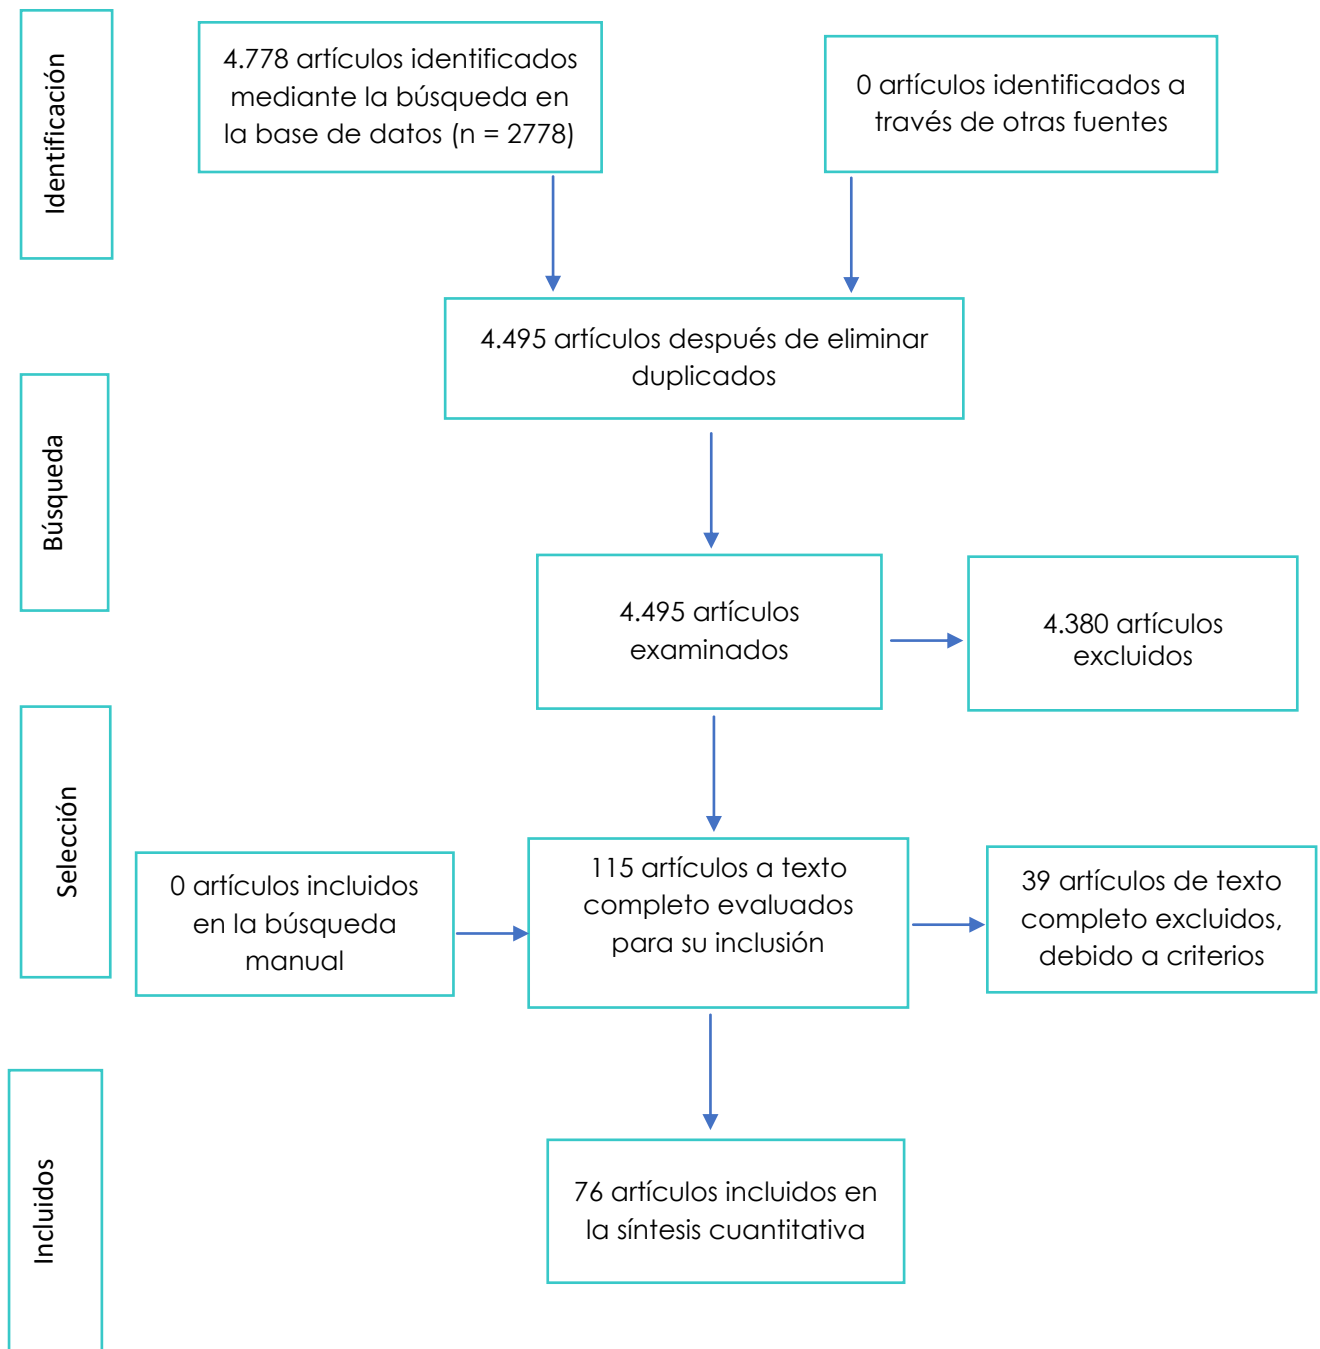 Identificación
4.778 artículos identificados
mediante la búsqueda en
la base de datos (n = 2778)
0 artículos identificados a
través de otras fuentes
4.495 artículos después de eliminar
duplicados
Búsqueda
4.495 artículos
examinados
4.380 artículos
excluidos
Selección
0 artículos incluidos
en la búsqueda
manual
115 artículos a texto
completo evaluados
para su inclusión
39 artículos de texto
completo excluidos,
debido a criterios
Incluidos
76 artículos incluidos en
la síntesis cuantitativa